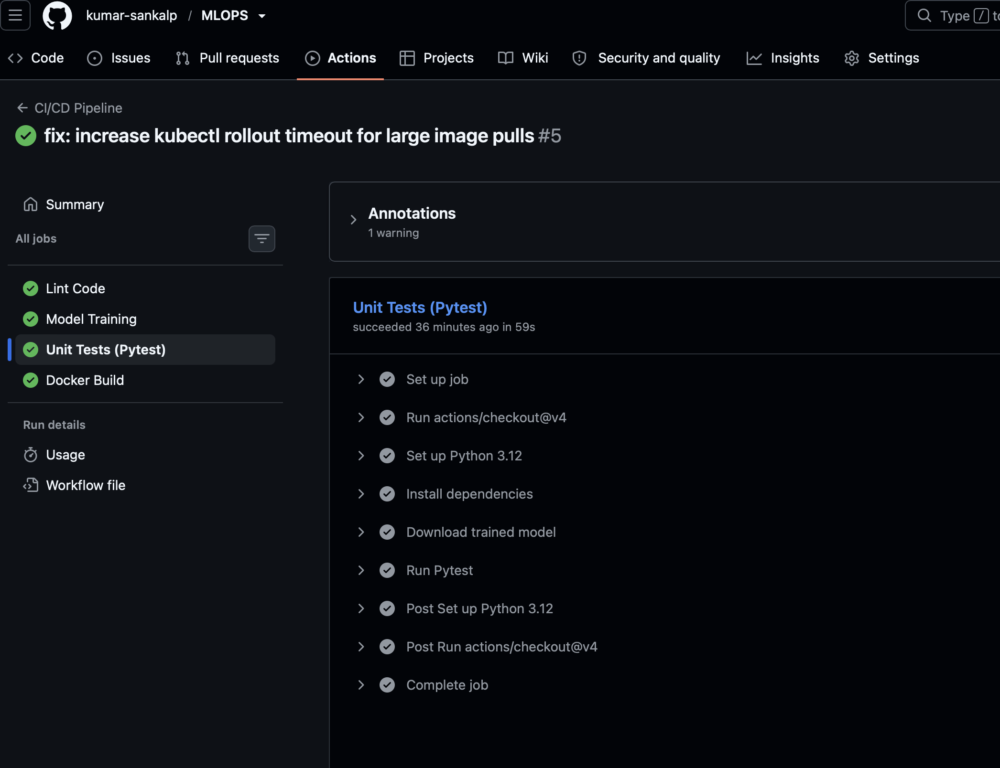 kumar-sankalp / MLOPS
Type / to
Code Issues Pull requests Actions Projects Wiki Security and quality Insights Settings
CI/CD Pipeline
fix: increase kubectl rollout timeout for large image pulls #5
Summary
All jobs
Lint Code
Model Training
Unit Tests (Pytest)
Docker Build
Run details
Usage
Workflow file
Annotations
1 warning
Unit Tests (Pytest)
succeeded 36 minutes ago in 59s
Set up job
Run actions/checkout@v4
Set up Python 3.12
Install dependencies
Download trained model
Run Pytest
Post Set up Python 3.12
Post Run actions/checkout@v4
Complete job